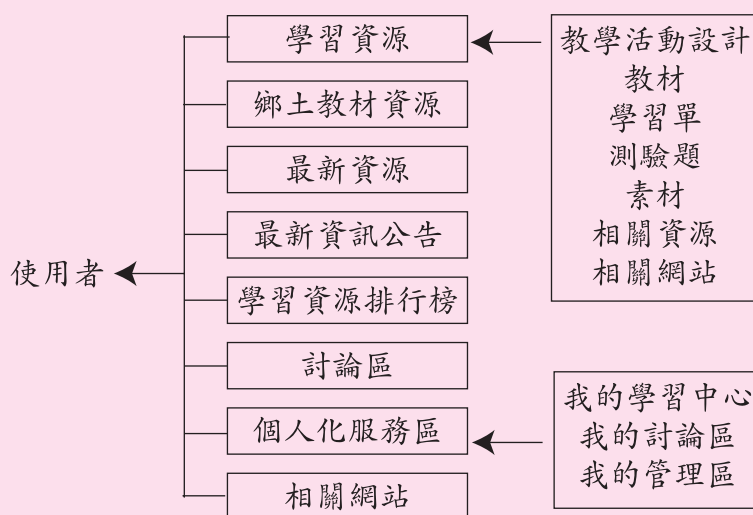 使用者
學習資源
鄉土教材資源
最新資源
最新資訊公告
學習資源排行榜
討論區
個人化服務區
相關網站
教學活動設計
教材
學習單
測驗題
素材
相關資源
相關網站
我的學習中心
我的討論區
我的管理區